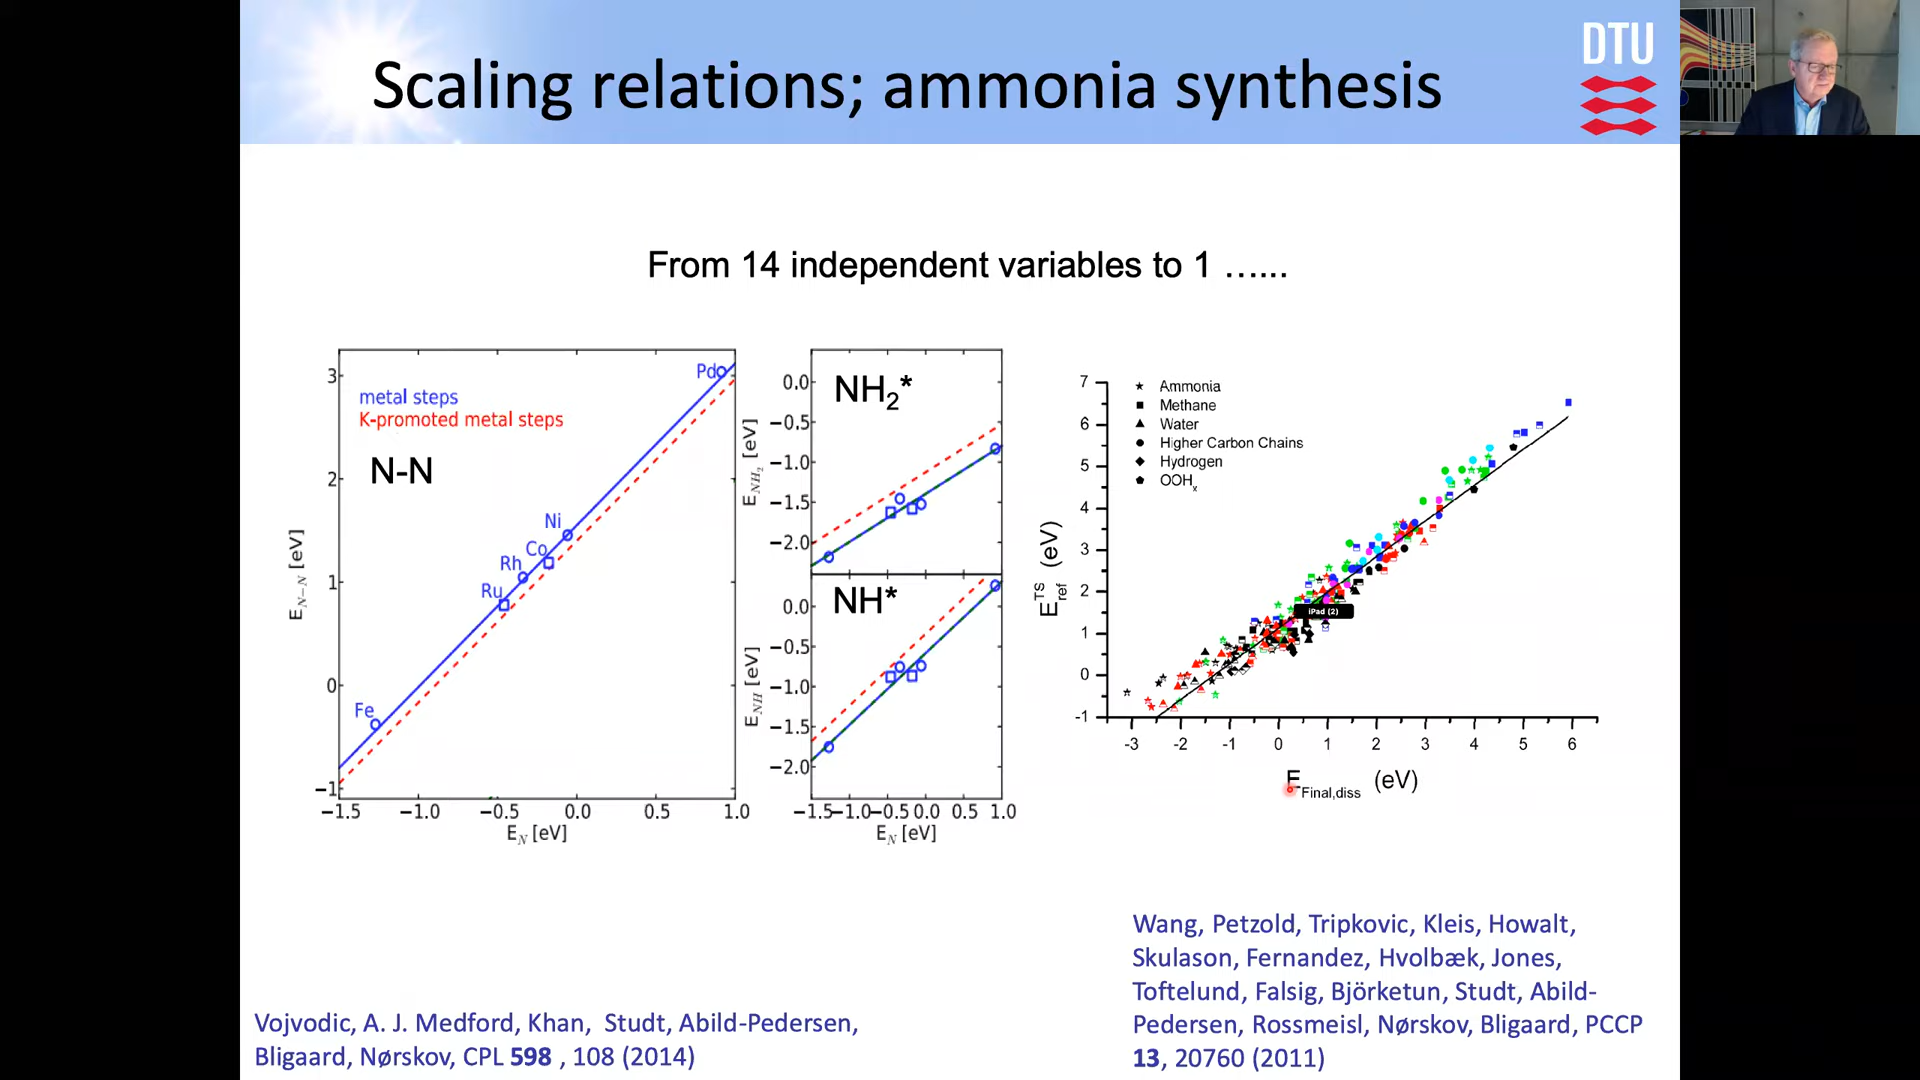 Scaling relations; ammonia synthesis
DTU
From 14 independent variables to 1 …...
metal steps
K-promoted metal steps
N-N
Pd
Ni
Co
Rh
Ru
Fe
3
2
1
0
−1
E_{N−N} [eV]
−1.5 −1.0 −0.5 0.0 0.5 1.0
E_N [eV]
NH₂*
0.0
−0.5
−1.0
−1.5
−2.0
E_{NH₂} [eV]
NH*
0.0
−0.5
−1.0
−1.5
−2.0
E_{NH} [eV]
−1.5−1.0−0.5 0.0 0.5 1.0
E_N [eV]
7
6
5
4
3
2
1
0
-1
E^{TS}_{ref} (eV)
Ammonia
Methane
Water
Higher Carbon Chains
Hydrogen
OOHₓ
iPad (2)
-3 -2 -1 0 1 2 3 4 5 6
E_{Final,diss} (eV)
Vojvodic, A. J. Medford, Khan, Studt, Abild-Pedersen,
Bligaard, Nørskov, CPL 598 , 108 (2014)
Wang, Petzold, Tripkovic, Kleis, Howalt,
Skulason, Fernandez, Hvolbæk, Jones,
Toftelund, Falsig, Björketun, Studt, Abild-
Pedersen, Rossmeisl, Nørskov, Bligaard, PCCP
13, 20760 (2011)